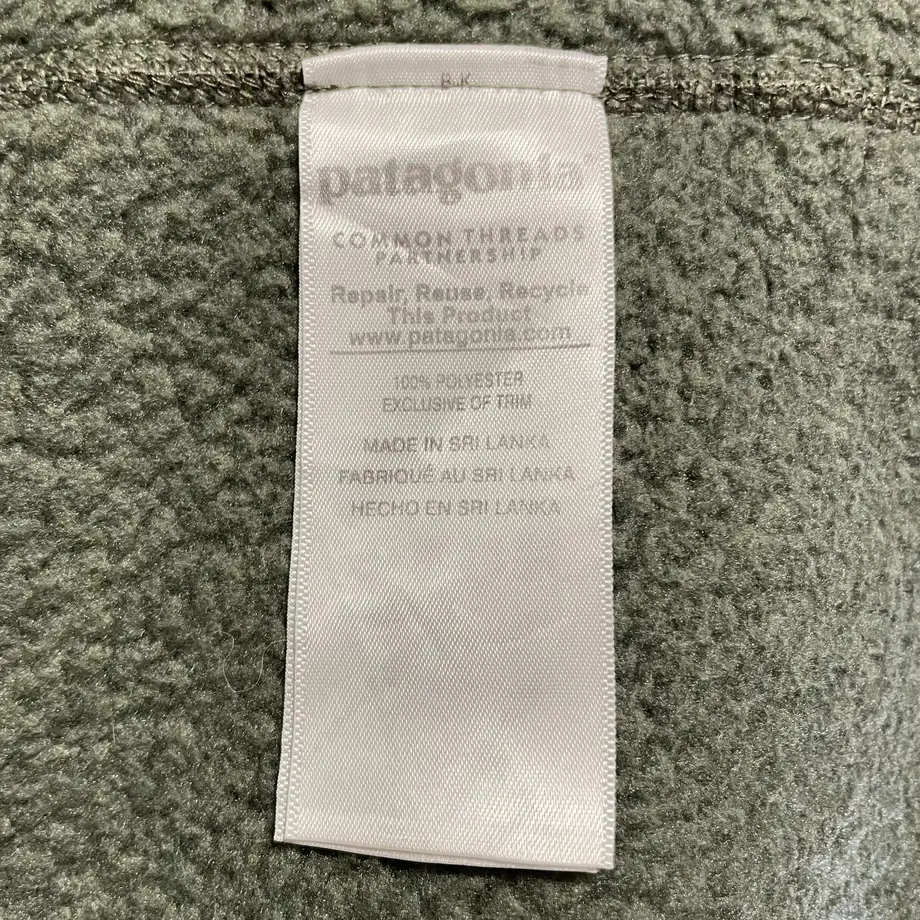 B.K
patagonia®
COMMON THREADS
PARTNERSHIP
Repair, Reuse, Recycle
This Product
www.patagonia.com
100% POLYESTER
EXCLUSIVE OF TRIM
MADE IN SRI LANKA
FABRIQUÉ AU SRI LANKA
HECHO EN SRI LANKA